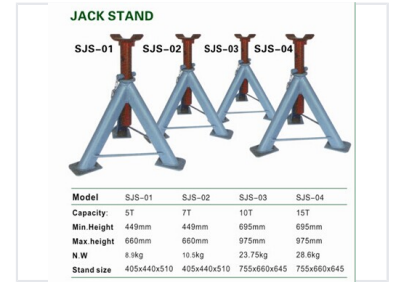 JACK STAND
SJS-01 SJS-02 SJS-03 SJS-04
Model SJS-01 SJS-02 SJS-03 SJS-04
Capacity: 5T 7T 10T 15T
Min.Height 449mm 449mm 695mm 695mm
Max.height 660mm 660mm 975mm 975mm
N.W 8.9kg 10.5kg 23.75kg 28.6kg
Stand size 405x440x510 405x440x510 755x660x645 755x660x645